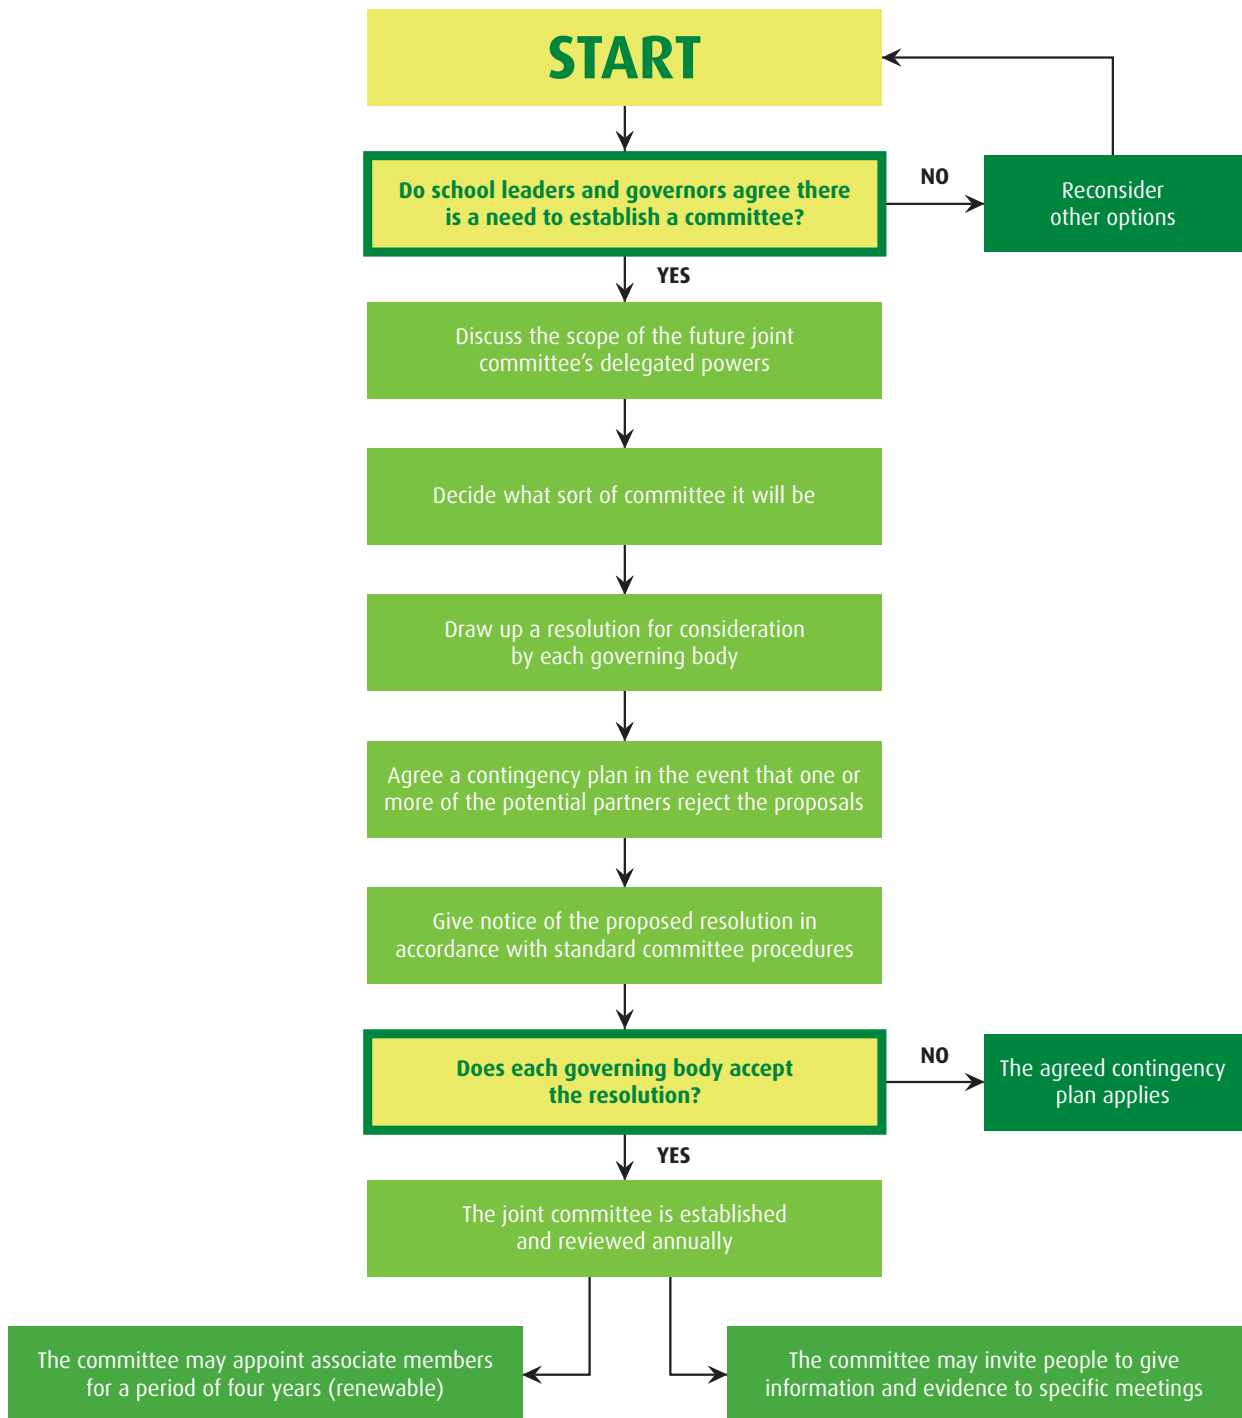 START
Do school leaders and governors agree there
is a need to establish a committee?
NO
Reconsider
other options
YES
Discuss the scope of the future joint
committee's delegated powers
Decide what sort of committee it will be
Draw up a resolution for consideration
by each governing body
Agree a contingency plan in the event that one or
more of the potential partners reject the proposals
Give notice of the proposed resolution in
accordance with standard committee procedures
Does each governing body accept
the resolution?
NO
The agreed contingency
plan applies
YES
The joint committee is established
and reviewed annually
The committee may appoint associate members
for a period of four years (renewable)
The committee may invite people to give
information and evidence to specific meetings